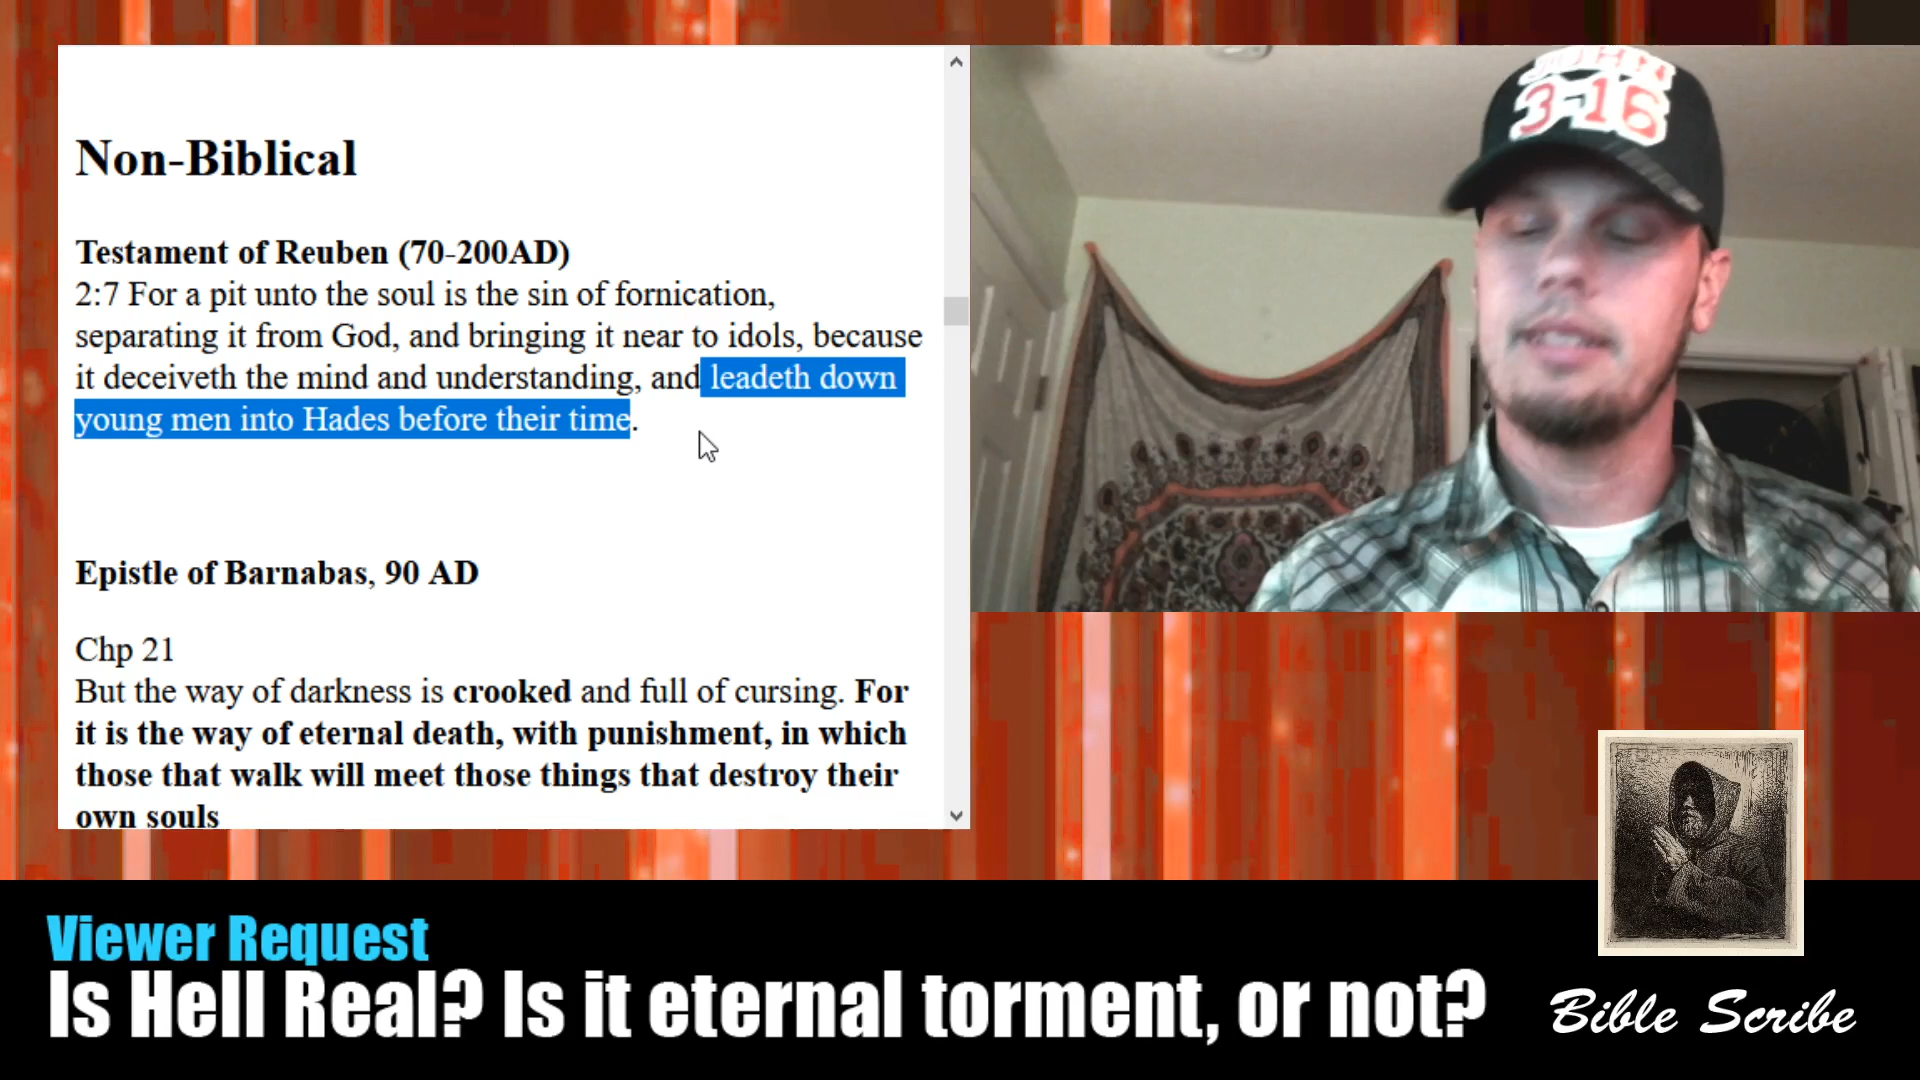 Non-Biblical
Testament of Reuben (70-200AD)
2:7 For a pit unto the soul is the sin of fornication,
separating it from God, and bringing it near to idols, because
it deceiveth the mind and understanding, and leadeth down
young men into Hades before their time.
Epistle of Barnabas, 90 AD
Chp 21
But the way of darkness is crooked and full of cursing. For
it is the way of eternal death, with punishment, in which
those that walk will meet those things that destroy their
own souls
JOHN
3-16
Viewer Request
Is Hell Real? Is it eternal torment, or not?
Bible Scribe